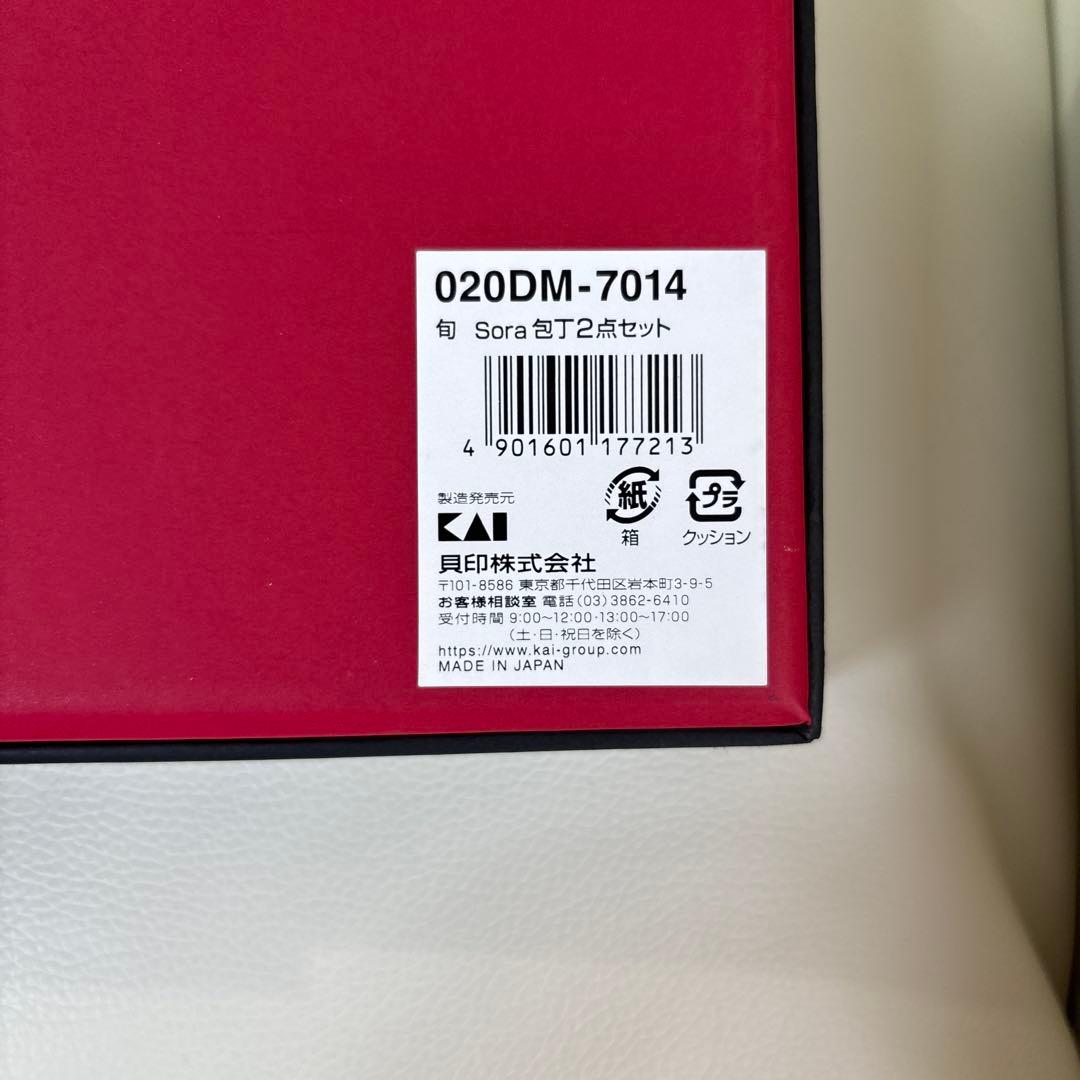 020DM-7014
旬 Sora包丁2点セット
4 901601 177213
製造発売元
紙
プラ
箱
クッション
KAI
貝印株式会社
〒101-8586 東京都千代田区岩本町3-9-5
お客様相談室 電話(03)3862-6410
受付時間 9:00〜12:00・13:00〜17:00
(土・日・祝日を除く)
https://www.kai-group.com
MADE IN JAPAN